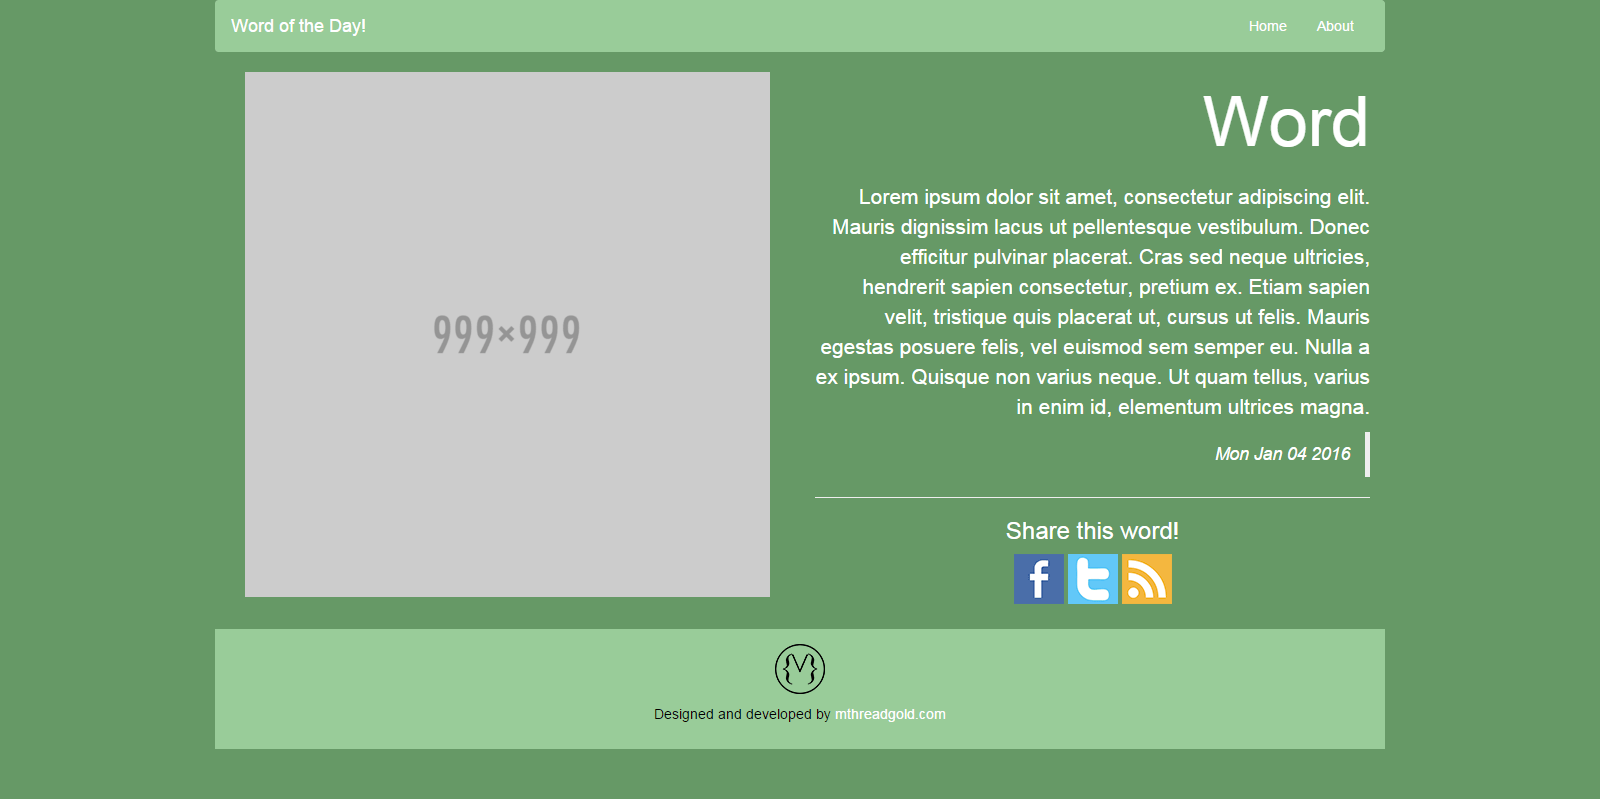 Word of the Day!
Home
About
999×999
Word
Lorem ipsum dolor sit amet, consectetur adipiscing elit.
Mauris dignissim lacus ut pellentesque vestibulum. Donec
efficitur pulvinar placerat. Cras sed neque ultricies,
hendrerit sapien consectetur, pretium ex. Etiam sapien
velit, tristique quis placerat ut, cursus ut felis. Mauris
egestas posuere felis, vel euismod sem semper eu. Nulla a
ex ipsum. Quisque non varius neque. Ut quam tellus, varius
in enim id, elementum ultrices magna.
Mon Jan 04 2016
Share this word!
{M}
Designed and developed by mthreadgold.com